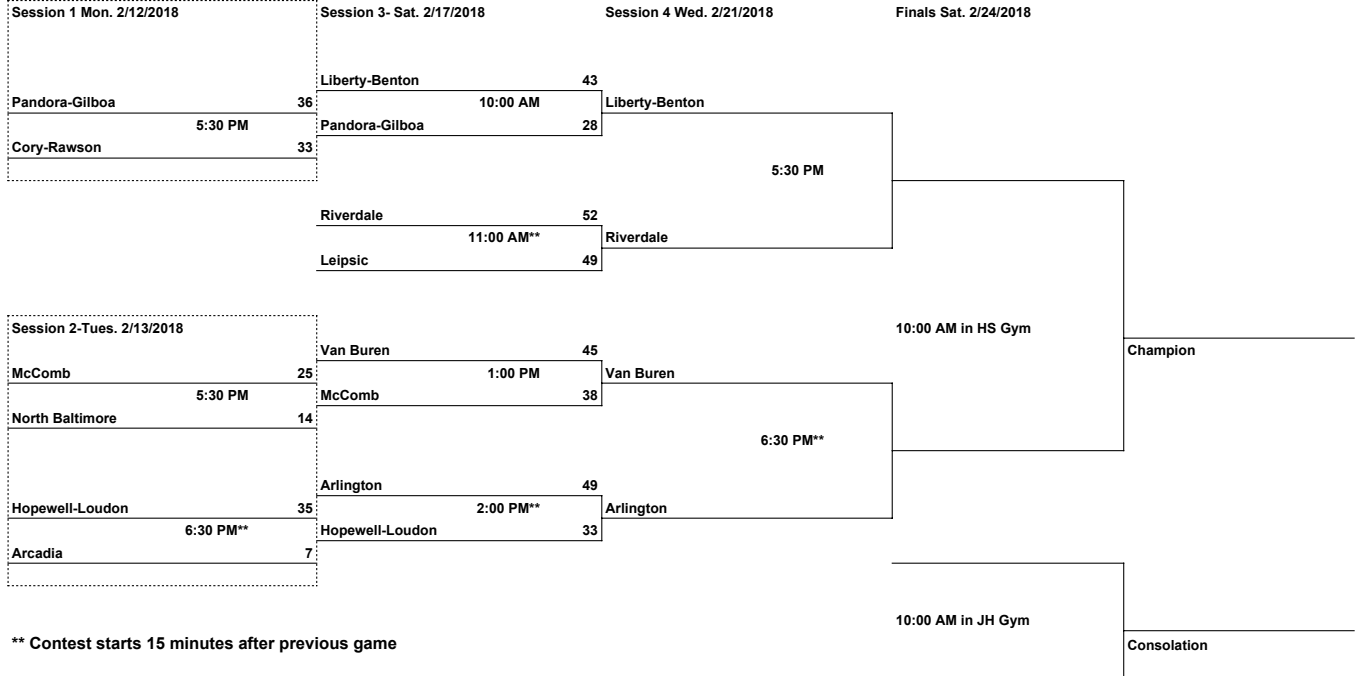 Session 1 Mon. 2/12/2018 Session 3- Sat. 2/17/2018 Session 4 Wed. 2/21/2018 Finals Sat. 2/24/2018
Liberty-Benton 43
Pandora-Gilboa 36 10:00 AM Liberty-Benton
5:30 PM Pandora-Gilboa 28
Cory-Rawson 33
5:30 PM
Riverdale 52
11:00 AM** Riverdale
Leipsic 49
Session 2-Tues. 2/13/2018 10:00 AM in HS Gym
Van Buren 45 Champion
McComb 25 1:00 PM Van Buren
5:30 PM McComb 38
North Baltimore 14
6:30 PM**
Arlington 49
Hopewell-Loudon 35 2:00 PM** Arlington
6:30 PM** Hopewell-Loudon 33
Arcadia 7
10:00 AM in JH Gym
** Contest starts 15 minutes after previous game Consolation